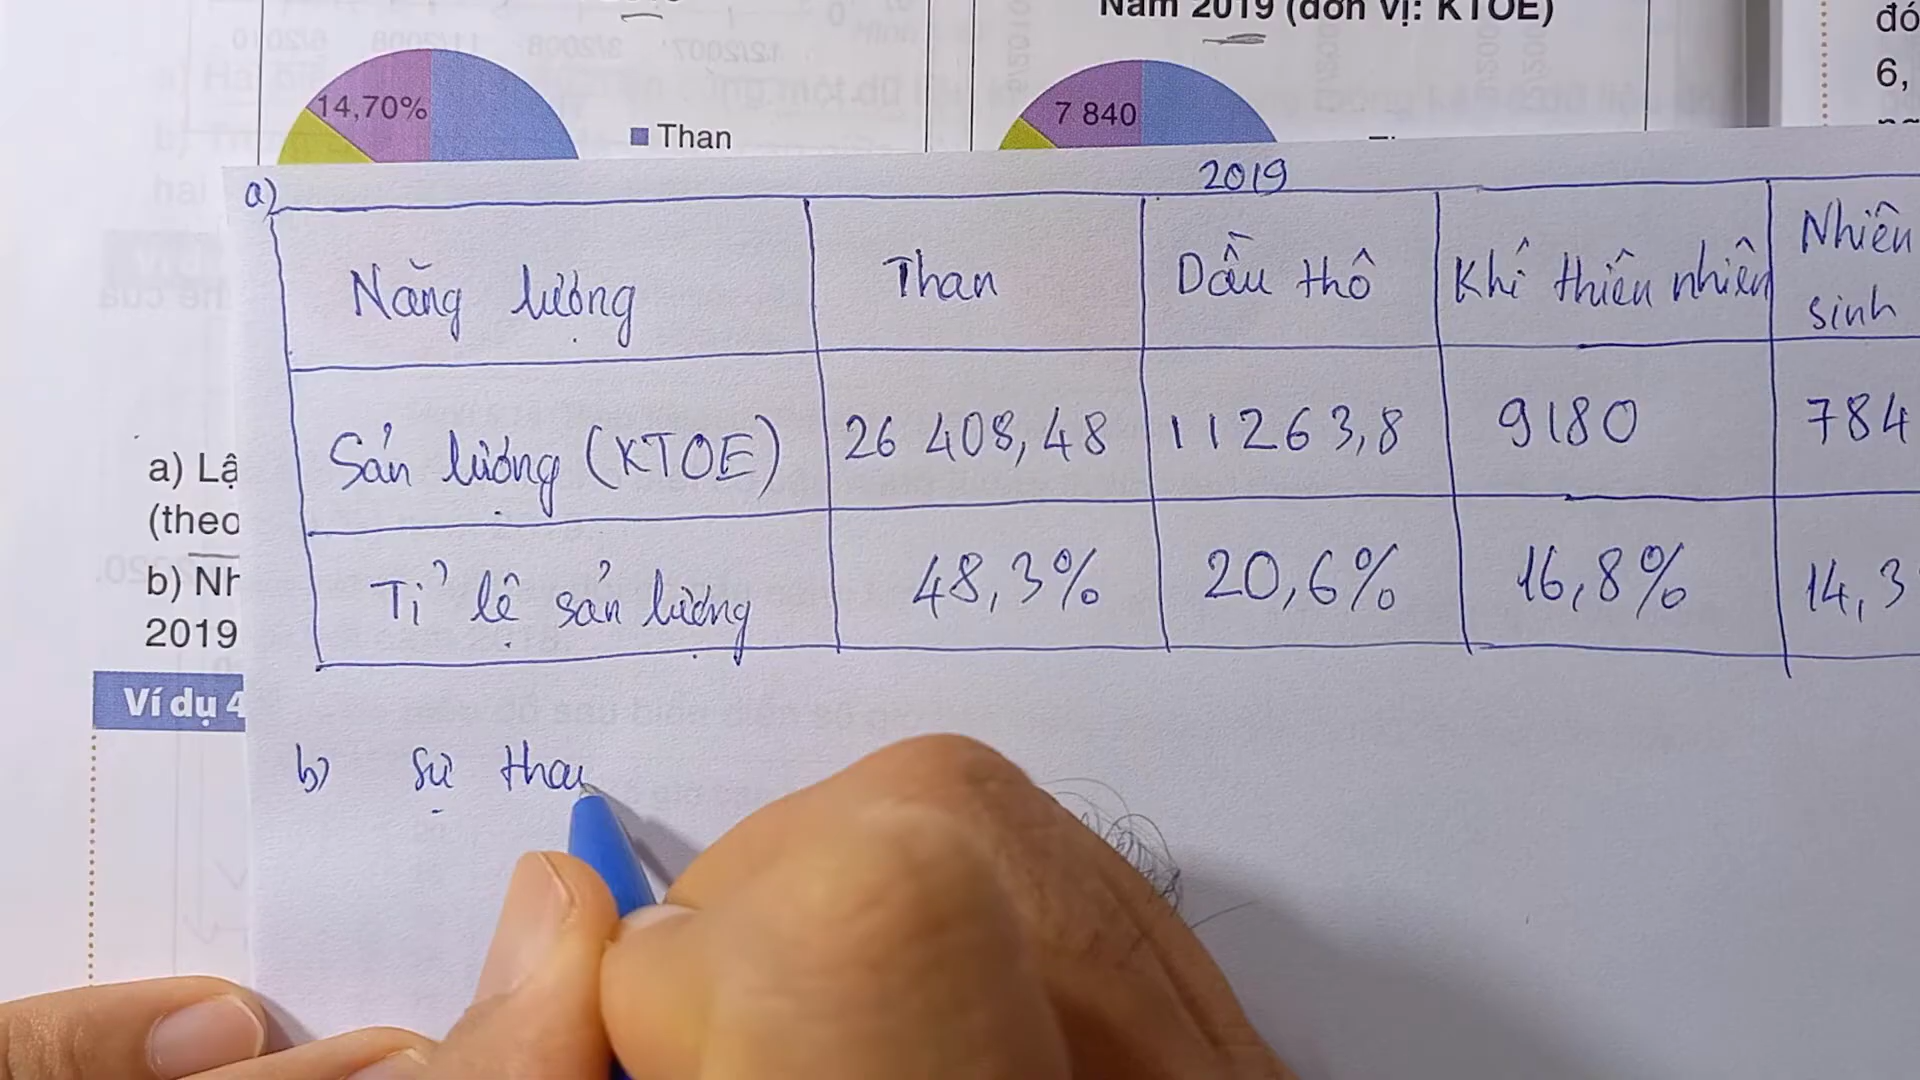 Năm 2019 (đơn vị: KTOE)
14,70%
Than
7 840
đó
6,
2019
a)
Năng lượng Than Dầu thô Khí thiên nhiên Nhiên
sinh
Sản lượng (KTOE) 26 408,48 11263,8 9180 784
Tỉ lệ sản lượng 48,3% 20,6% 16,8% 14,3
a) Lậ
(theo
b) Nh
2019
Ví dụ 4
b) Sự thay